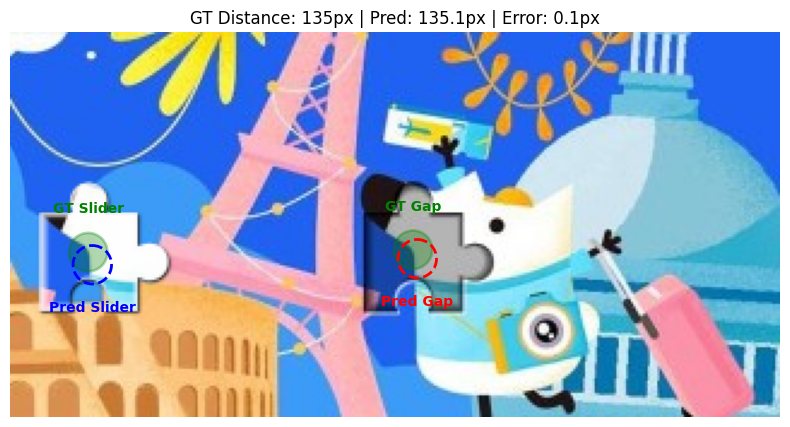 GT Distance: 135px | Pred: 135.1px | Error: 0.1px
GT Slider
GT Gap
Pred Slider
Pred Gap